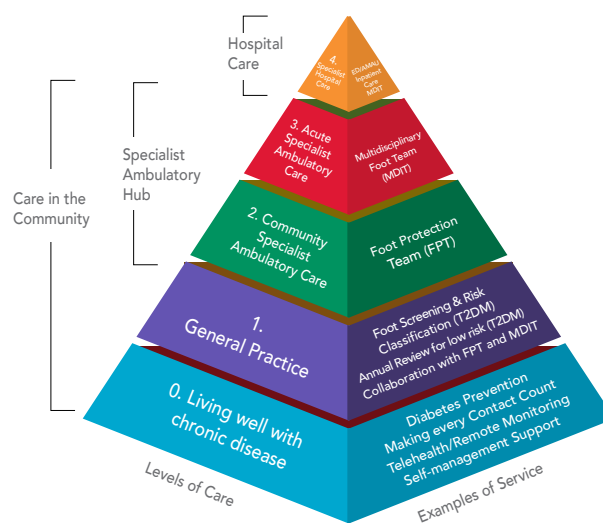 Hospital
Care
Specialist
Ambulatory
Hub
Care in the
Community
4.
Specialist
Hospital
Care
ED/AMAU
Inpatient
Care
MDIT
3. Acute
Specialist
Ambulatory
Care
Multidisciplinary
Foot Team
(MDIT)
2. Community
Specialist
Ambulatory Care
Foot Protection
Team (FPT)
1.
General Practice
Foot Screening & Risk
Classification (T2DM)
Annual Review for low risk (T2DM)
Collaboration with FPT and MDIT
0. Living well with
chronic disease
Diabetes Prevention
Making every Contact Count
Telehealth/Remote Monitoring
Self-management Support
Levels of Care
Examples of Service